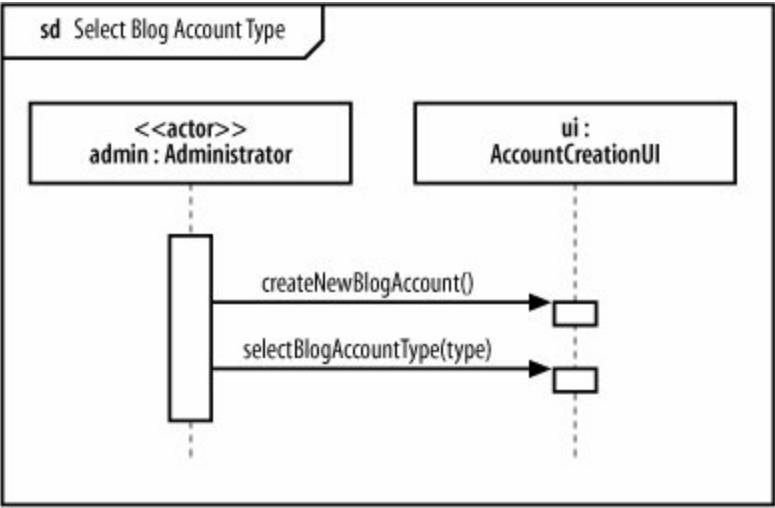 sd Select Blog Account Type
<<actor>>
admin : Administrator
ui :
AccountCreationUI
createNewBlogAccount()
selectBlogAccountType(type)